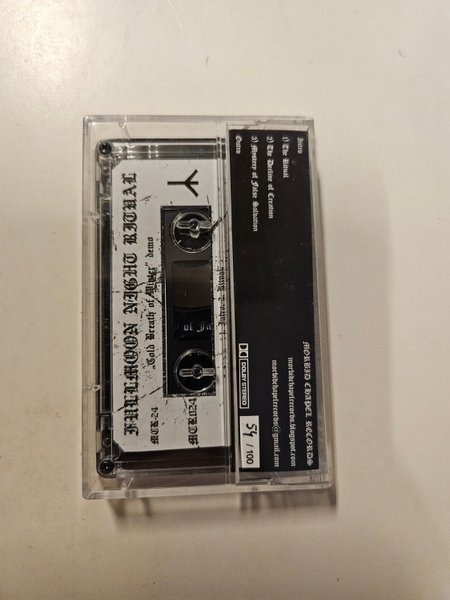 FULLMOON NIGHT RITUAL
„Cold Breath of Winter" demo
MCR-24
Intro
1) The Ritual
2) The Decline of Creation
3) Mystery of False Salvation
Outro
MORBID CHAPEL RECORDS
morbidchapelrecords.blogspot.com
morbidchapelrecords@gmail.com
DOLBY STEREO
54 / 100